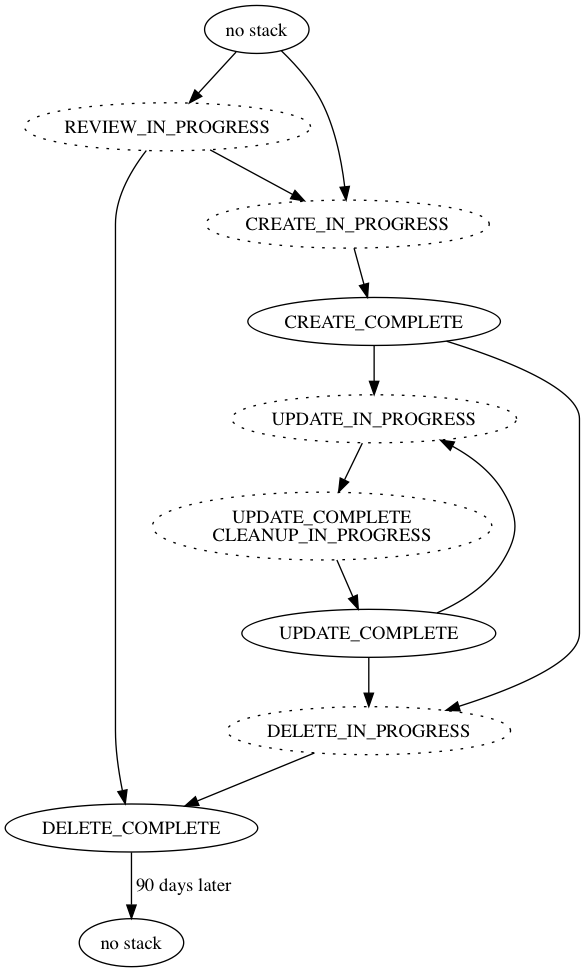 no stack
REVIEW_IN_PROGRESS
CREATE_IN_PROGRESS
CREATE_COMPLETE
UPDATE_IN_PROGRESS
UPDATE_COMPLETE
CLEANUP_IN_PROGRESS
UPDATE_COMPLETE
DELETE_IN_PROGRESS
DELETE_COMPLETE
90 days later
no stack